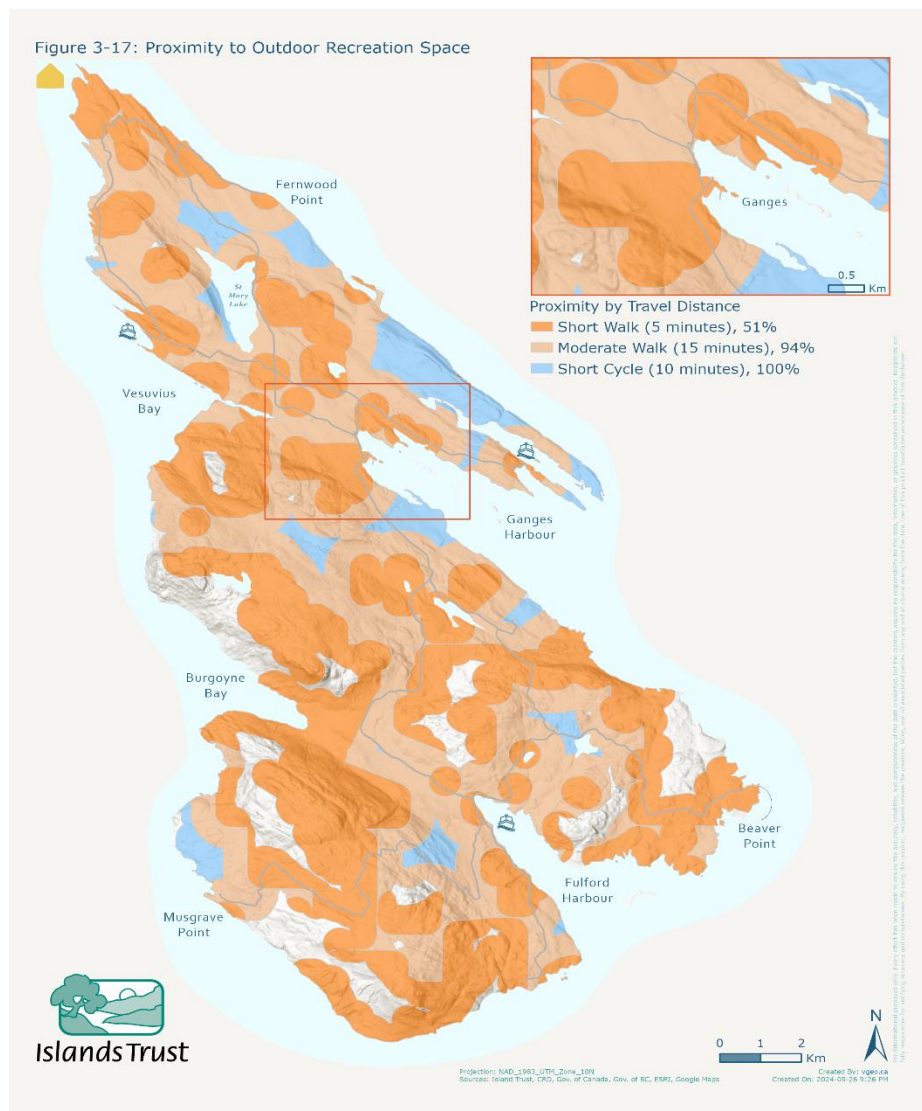 Figure 3-17: Proximity to Outdoor Recreation Space
Fernwood
Point
Ganges
0.5
Km
St
Mary
Lake
Proximity by Travel Distance
Short Walk (5 minutes), 51%
Moderate Walk (15 minutes), 94%
Short Cycle (10 minutes), 100%
Vesuvius
Bay
Ganges
Harbour
Burgoyne
Bay
Beaver
Point
Fulford
Harbour
Musgrave
Point
Islands Trust
N
0 1 2
Km
Projection: NAD_1983_UTM_Zone_10N
Sources: Island Trust, CRD, Gov. of Canada, Gov. of BC, ESRI, Google Maps
Created By: vgeo.ca
Created On: 2024-09-26 9:26 PM